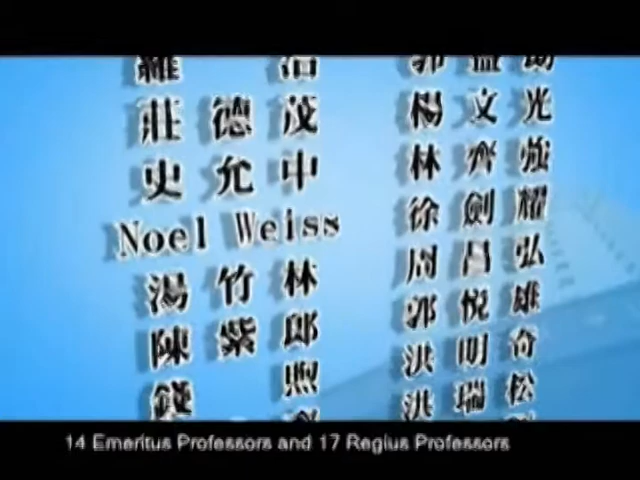 莊德茂
史允中
Noel Weiss
湯竹林
陳紫郎
楊文光
林齊強
徐劍耀
周昌弘
郭悅雄
洪明奇
洪瑞松
14 Emeritus Professors and 17 Regius Professors